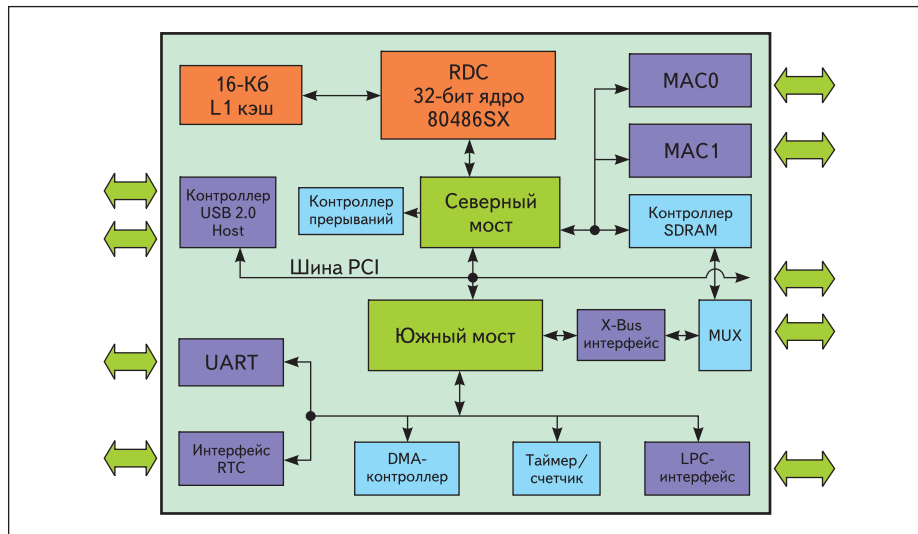 16-Кб
L1 кэш
RDC
32-бит ядро
80486SX
MAC0
MAC1
Контроллер
USB 2.0
Host
Контроллер
прерываний
Северный
мост
Контроллер
SDRAM
Шина PCI
Южный мост
X-Bus
интерфейс
MUX
UART
Интерфейс
RTC
DMA-
контроллер
Таймер/
счетчик
LPC-
интерфейс